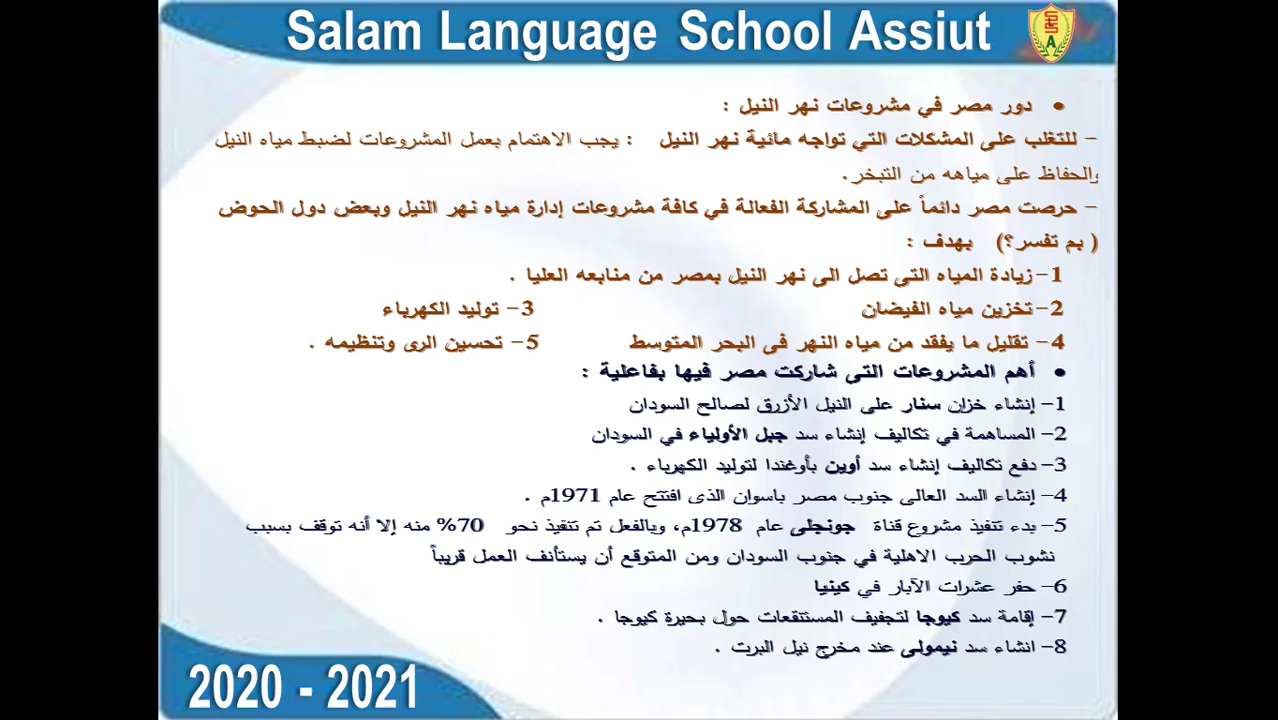 Salam Language School Assiut
• دور مصر في مشروعات نهر النيل :
– للتغلب على المشكلات التي تواجه مائية نهر النيل : يجب الاهتمام بعمل المشروعات لضبط مياه النيل
والحفاظ على مياهه من التبخر .
– حرصت مصر دائماً على المشاركة الفعالة في كافة مشروعات إدارة مياه نهر النيل وبعض دول الحوض
( بم تفسر؟) بهدف :
1– زيادة المياه التى تصل الى نهر النيل بمصر من منابعه العليا .
2– تخزين مياه الفيضان 3– توليد الكهرباء
4– تقليل ما يفقد من مياه النهر فى البحر المتوسط 5– تحسين الرى وتنظيمه .
• أهم المشروعات التى شاركت مصر فيها بفاعلية :
1– إنشاء خزان سنار على النيل الأزرق لصالح السودان
2– المساهمة في تكاليف إنشاء سد جبل الأولياء في السودان
3– دفع تكاليف إنشاء سد أوين بأوغندا لتوليد الكهرباء .
4– إنشاء السد العالى جنوب مصر باسوان الذى افتتح عام 1971م .
5– بدء تنفيذ مشروع قناة جونجلى عام 1978م، وبالفعل تم تنفيذ نحو 70% منه إلا أنه توقف بسبب
نشوب الحرب الاهلية في جنوب السودان ومن المتوقع أن يستأنف العمل قريباً
6– حفر عشرات الآبار في كينيا
7– إقامة سد كيوجا لتجفيف المستنقعات حول بحيرة كيوجا .
8– انشاء سد نيمولى عند مخرج نيل البرت .
2020 - 2021